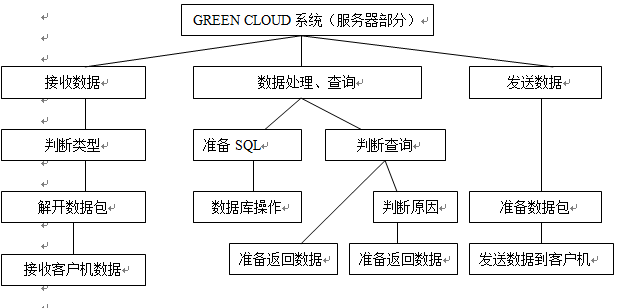 GREEN CLOUD 系统（服务器部分）
接收数据
数据处理、查询
发送数据
判断类型
准备 SQL
判断查询
解开数据包
数据库操作
判断原因
准备数据包
接收客户机数据
准备返回数据
准备返回数据
发送数据到客户机